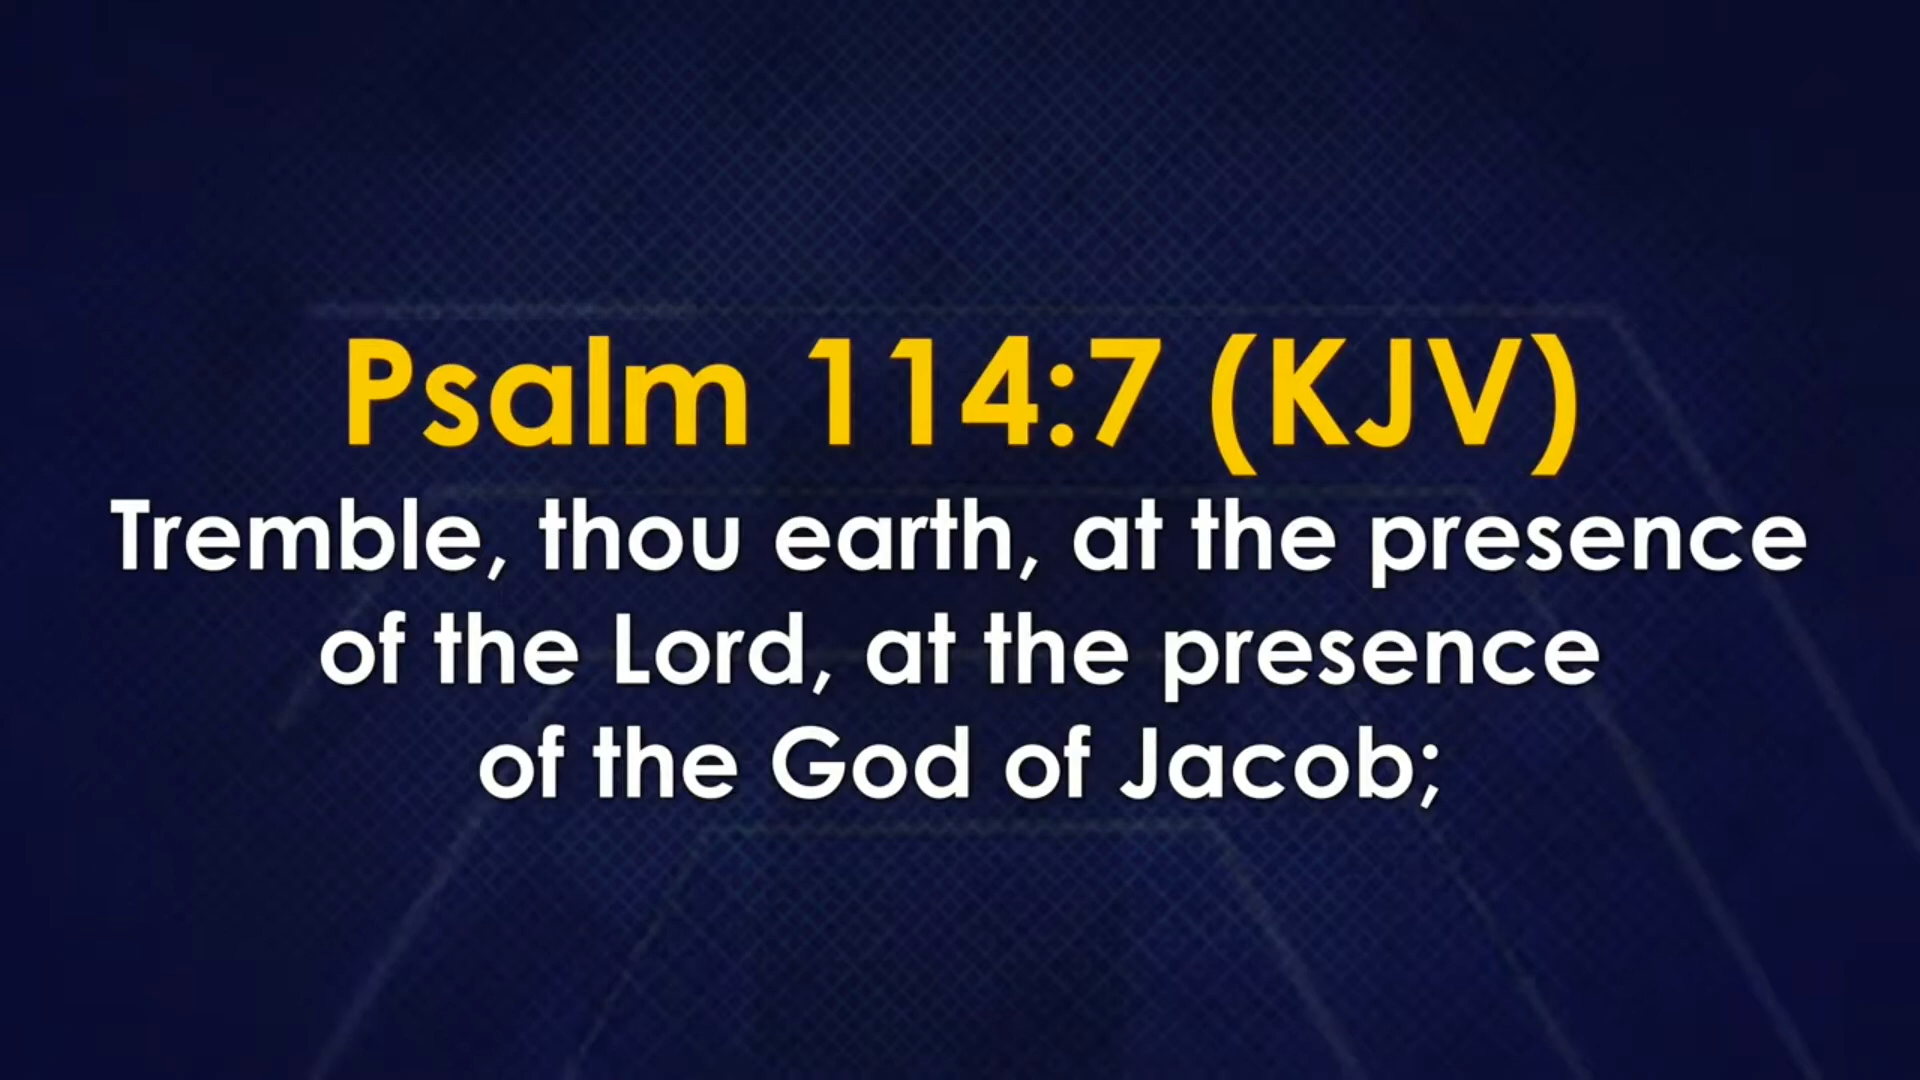 Psalm 114:7 (KJV)
Tremble, thou earth, at the presence
of the Lord, at the presence
of the God of Jacob;